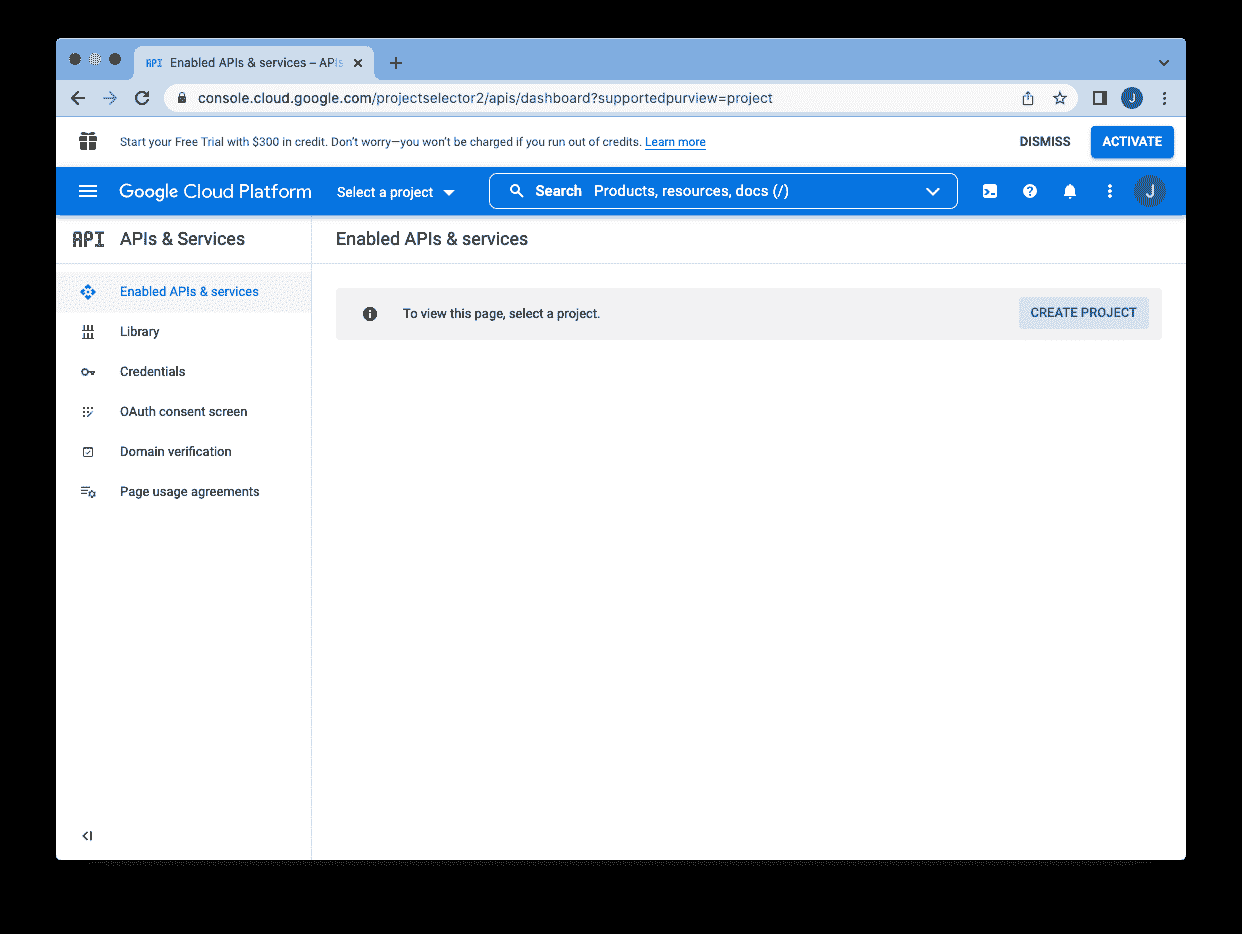 API Enabled APIs & services – APIs
console.cloud.google.com/projectselector2/apis/dashboard?supportedpurview=project
J
Start your Free Trial with $300 in credit. Don't worry—you won't be charged if you run out of credits. Learn more
DISMISS
ACTIVATE
Google Cloud Platform
Select a project
Search Products, resources, docs (/)
J
API APIs & Services
Enabled APIs & services
Enabled APIs & services
To view this page, select a project.
CREATE PROJECT
Library
Credentials
OAuth consent screen
Domain verification
Page usage agreements